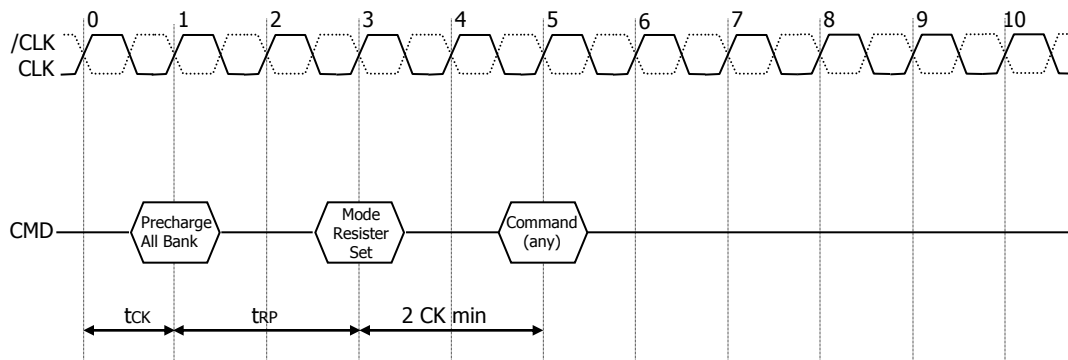 0 1 2 3 4 5 6 7 8 9 10
/CLK
CLK
CMD
Precharge
All Bank
Mode
Resister
Set
Command
(any)
tCK
tRP
2 CK min